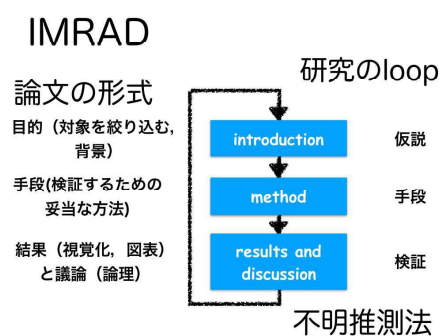 IMRAD
研究のloop
論文の形式
目的（対象を絞り込む，
背景）
introduction
仮説
手段(検証するための
妥当な方法)
method
手段
結果（視覚化，図表）
と議論（論理）
results and
discussion
検証
不明推測法